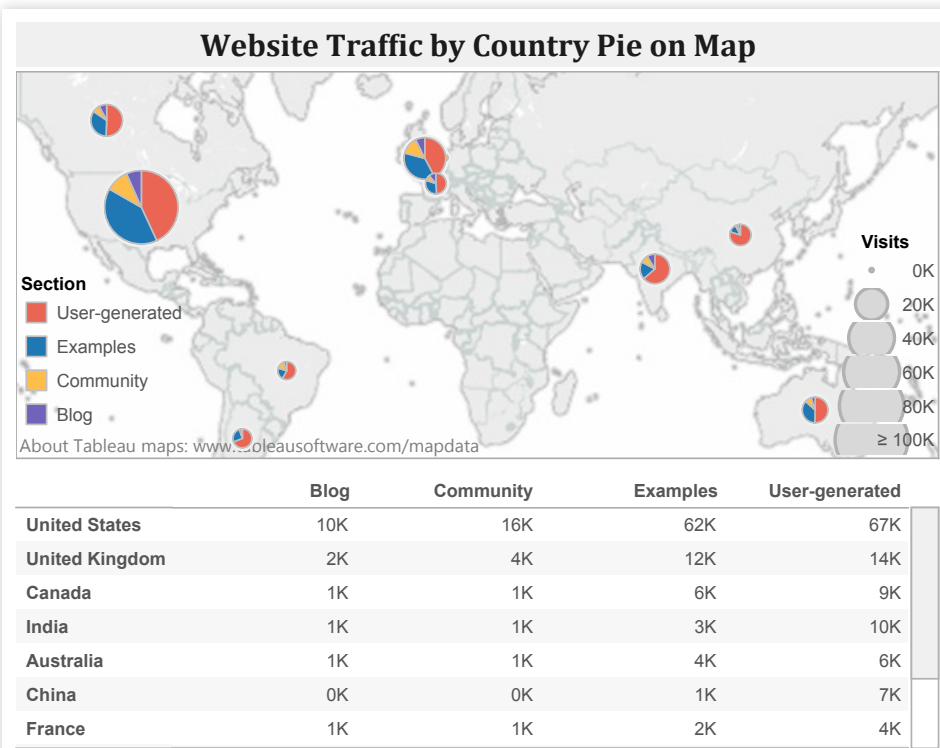 Website Traffic by Country Pie on Map
Visits
0K
20K
40K
60K
80K
≥ 100K
Section
User-generated
Examples
Community
Blog
About Tableau maps: www.tableausoftware.com/mapdata
Blog Community Examples User-generated
United States 10K 16K 62K 67K
United Kingdom 2K 4K 12K 14K
Canada 1K 1K 6K 9K
India 1K 1K 3K 10K
Australia 1K 1K 4K 6K
China 0K 0K 1K 7K
France 1K 1K 2K 4K